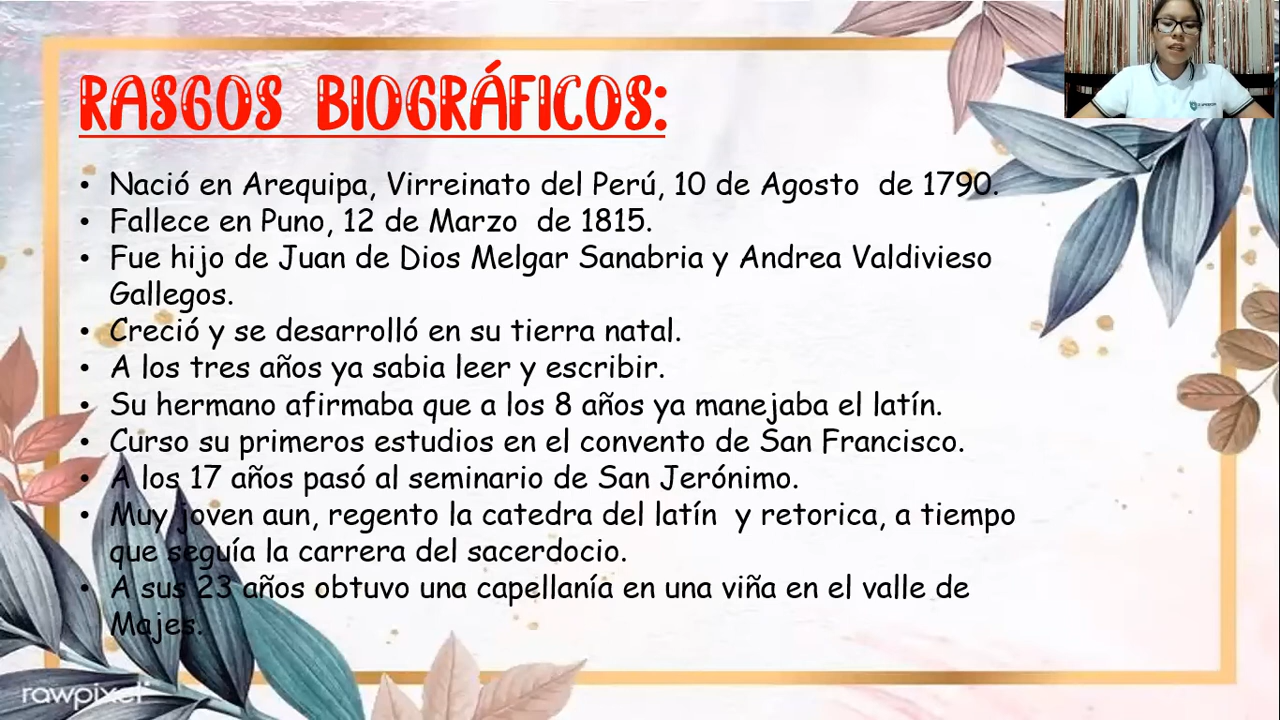 RASGOS BIOGRÁFICOS:
• Nació en Arequipa, Virreinato del Perú, 10 de Agosto de 1790.
• Fallece en Puno, 12 de Marzo de 1815.
• Fue hijo de Juan de Dios Melgar Sanabria y Andrea Valdivieso
Gallegos.
• Creció y se desarrolló en su tierra natal.
• A los tres años ya sabia leer y escribir.
• Su hermano afirmaba que a los 8 años ya manejaba el latín.
• Curso su primeros estudios en el convento de San Francisco.
• A los 17 años pasó al seminario de San Jerónimo.
• Muy joven aun, regento la catedra del latín y retorica, a tiempo
que seguía la carrera del sacerdocio.
• A sus 23 años obtuvo una capellanía en una viña en el valle de
Majes.
rawpixel